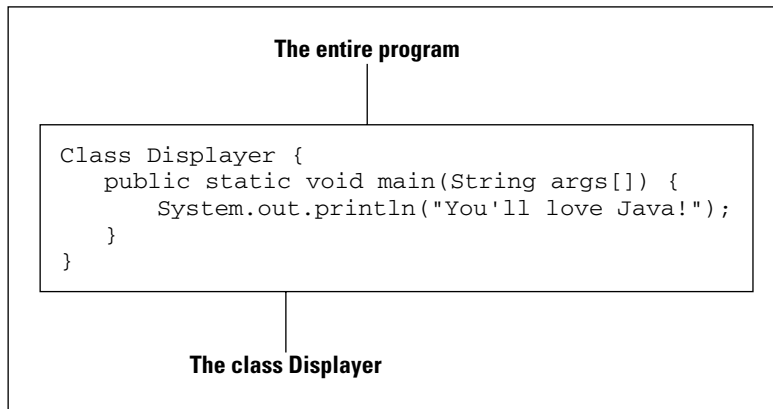 The entire program
Class Displayer {
public static void main(String args[]) {
System.out.println("You'll love Java!");
}
}
The class Displayer